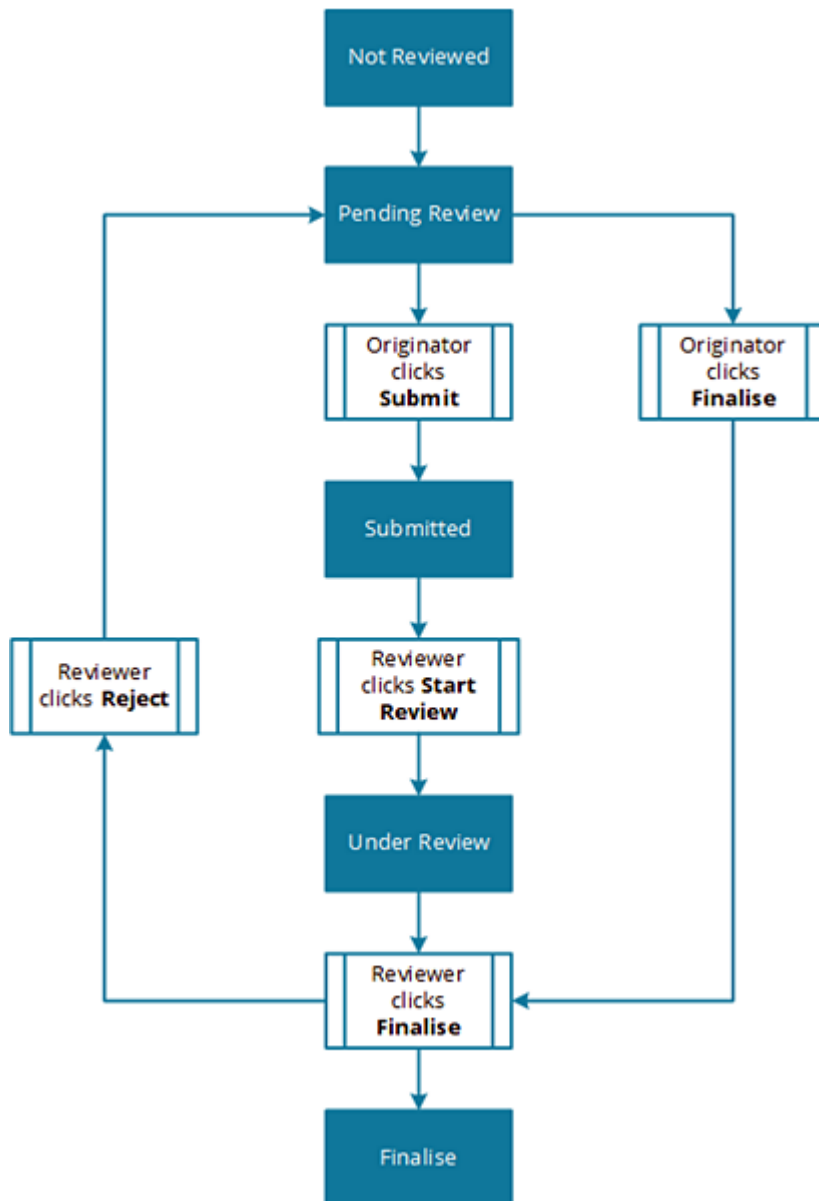 Not Reviewed
Pending Review
Originator
clicks
Submit
Originator
clicks
Finalise
Submitted
Reviewer
clicks Reject
Reviewer
clicks Start
Review
Under Review
Reviewer
clicks
Finalise
Finalise